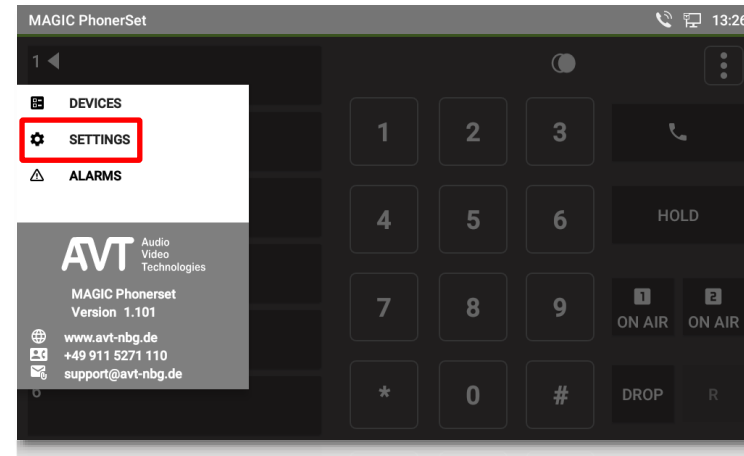 MAGIC PhonerSet 13:26
1
DEVICES
SETTINGS
ALARMS
AVT Audio
Video
Technologies
MAGIC Phonerset
Version 1.101
www.avt-nbg.de
+49 911 5271 110
support@avt-nbg.de
6
1 2 3
4 5 6 HOLD
7 8 9 1 ON AIR 2 ON AIR
* 0 # DROP R